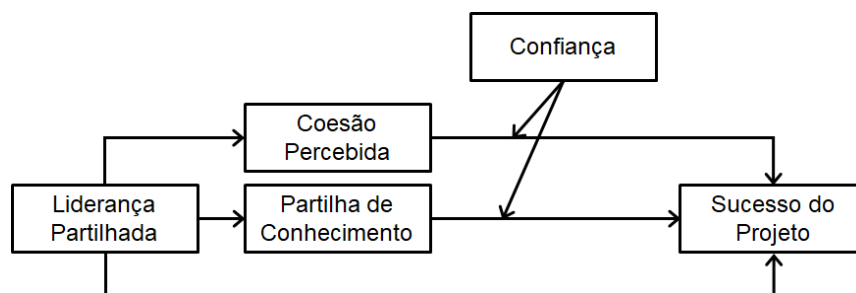 Confiança
Coesão
Percebida
Liderança
Partilhada
Partilha de
Conhecimento
Sucesso do
Projeto